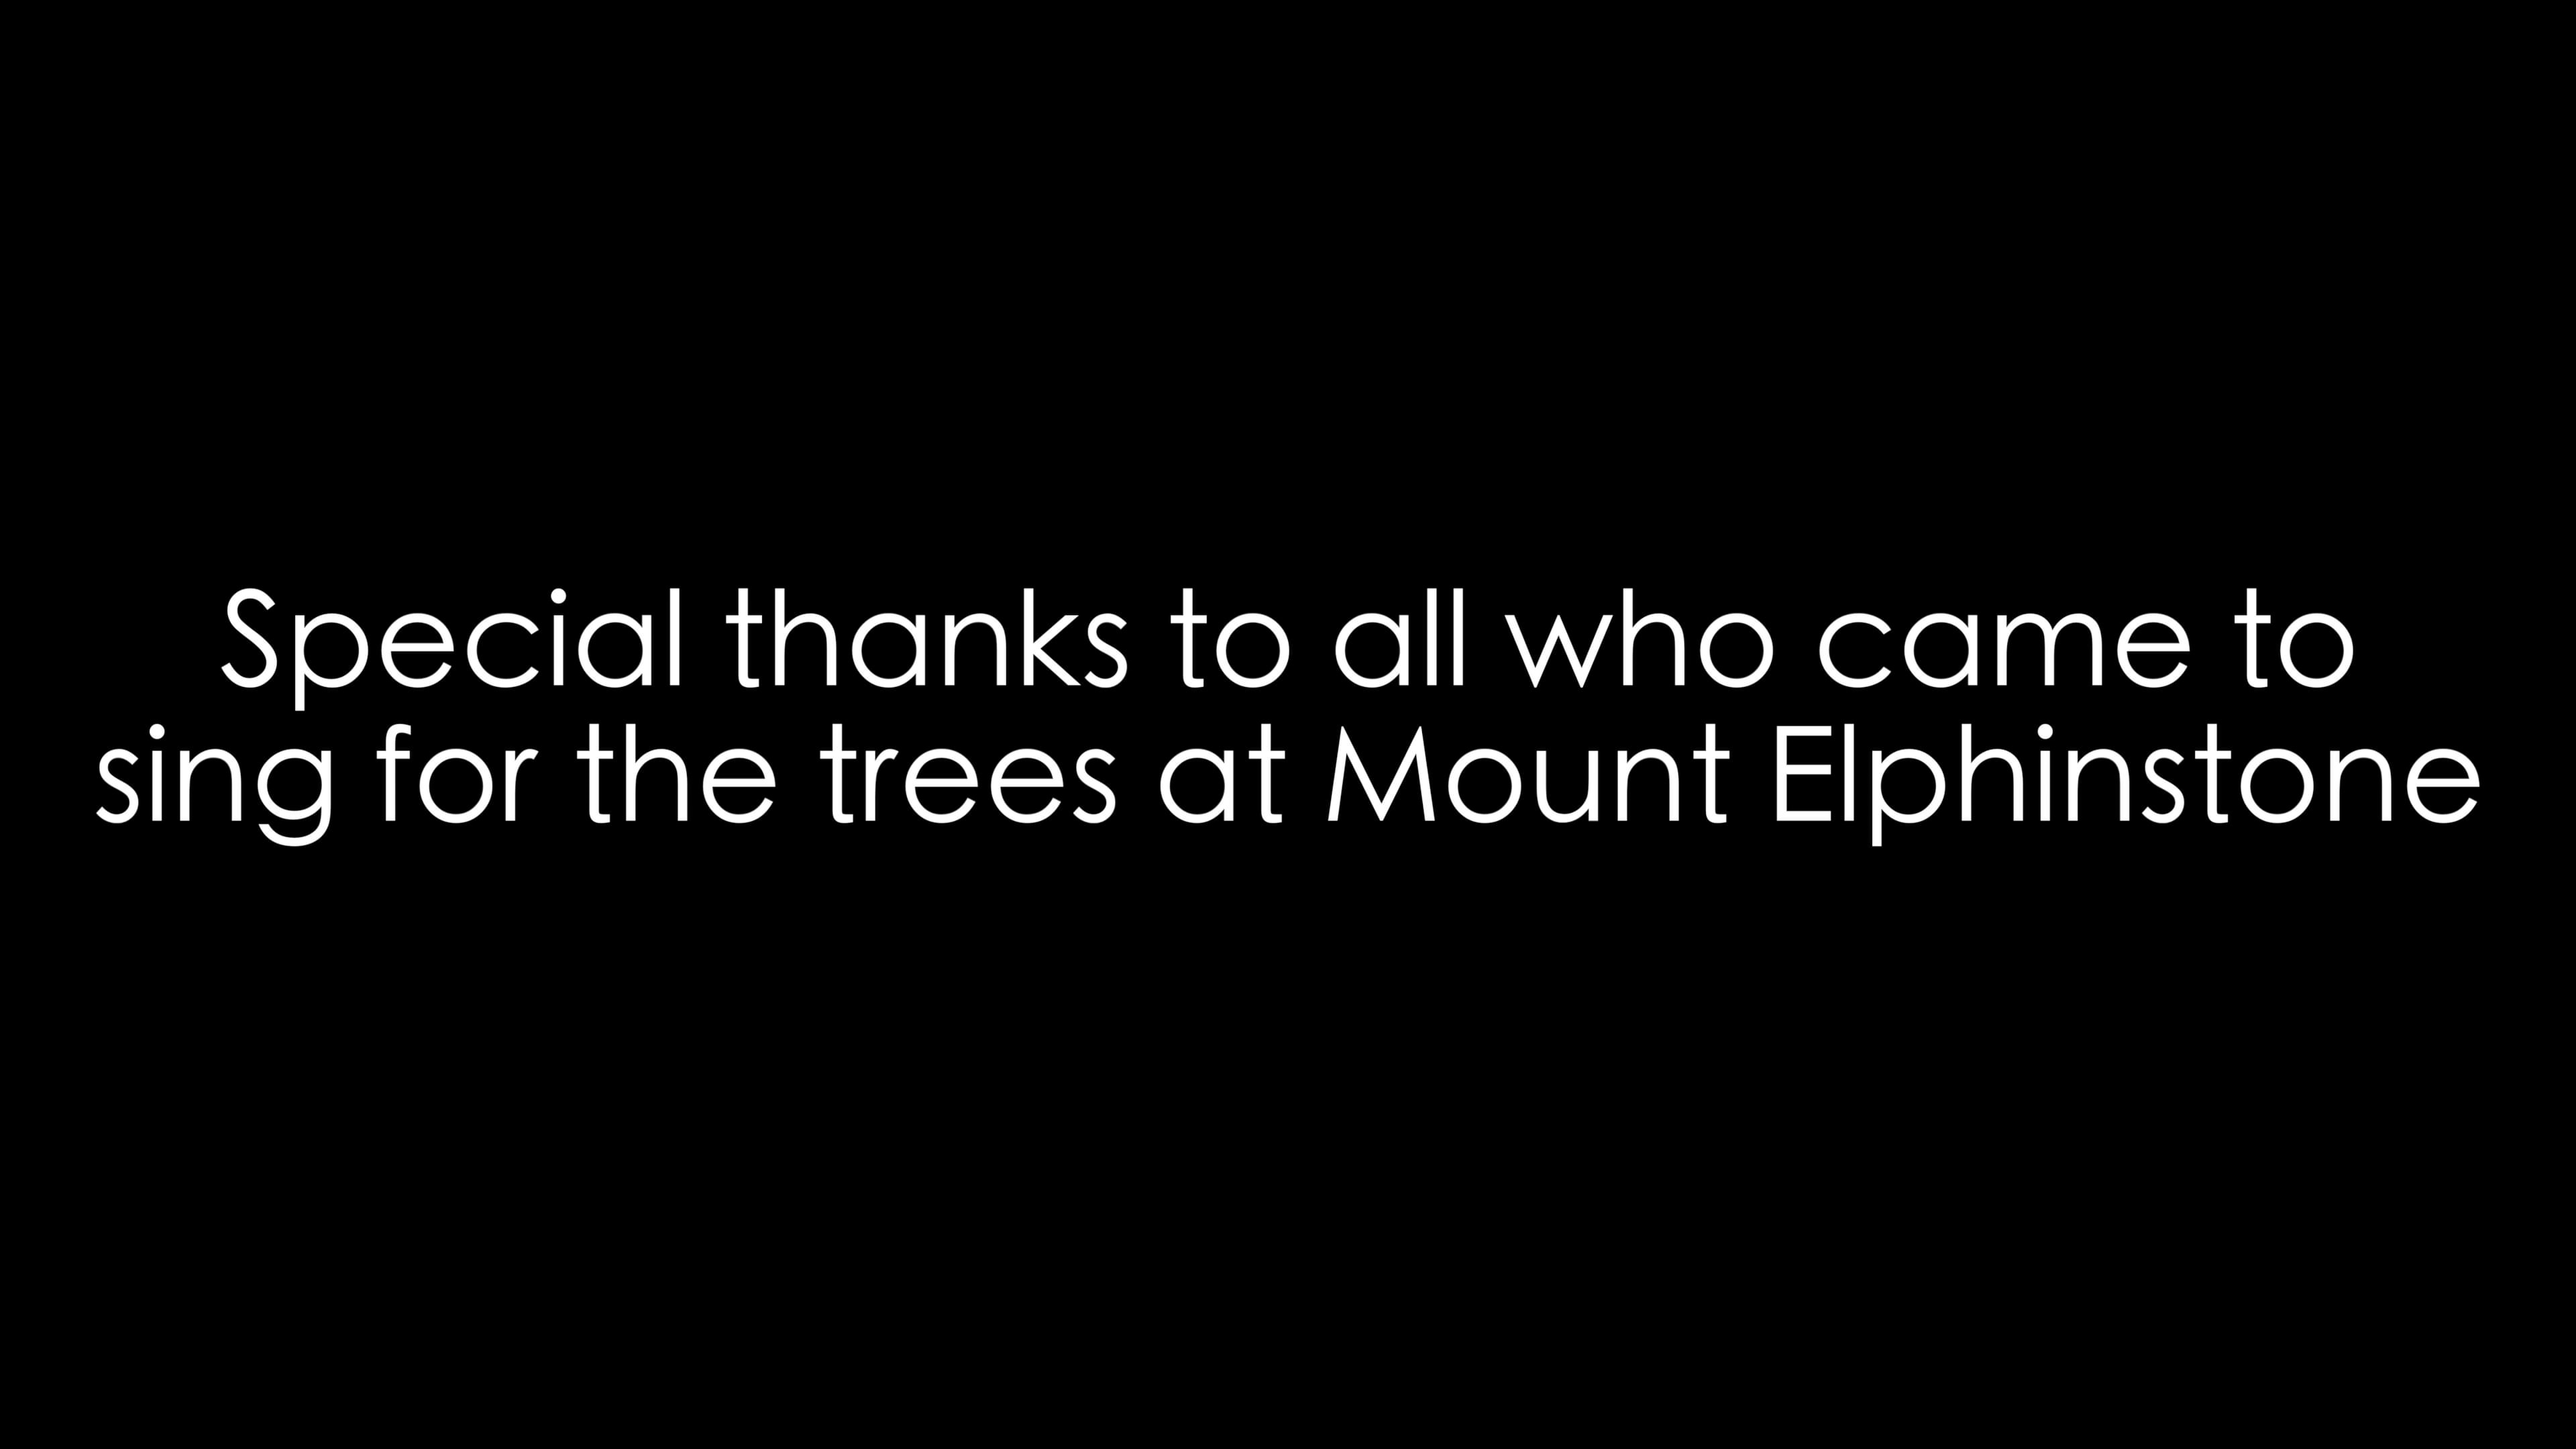 Special thanks to all who came to
sing for the trees at Mount Elphinstone